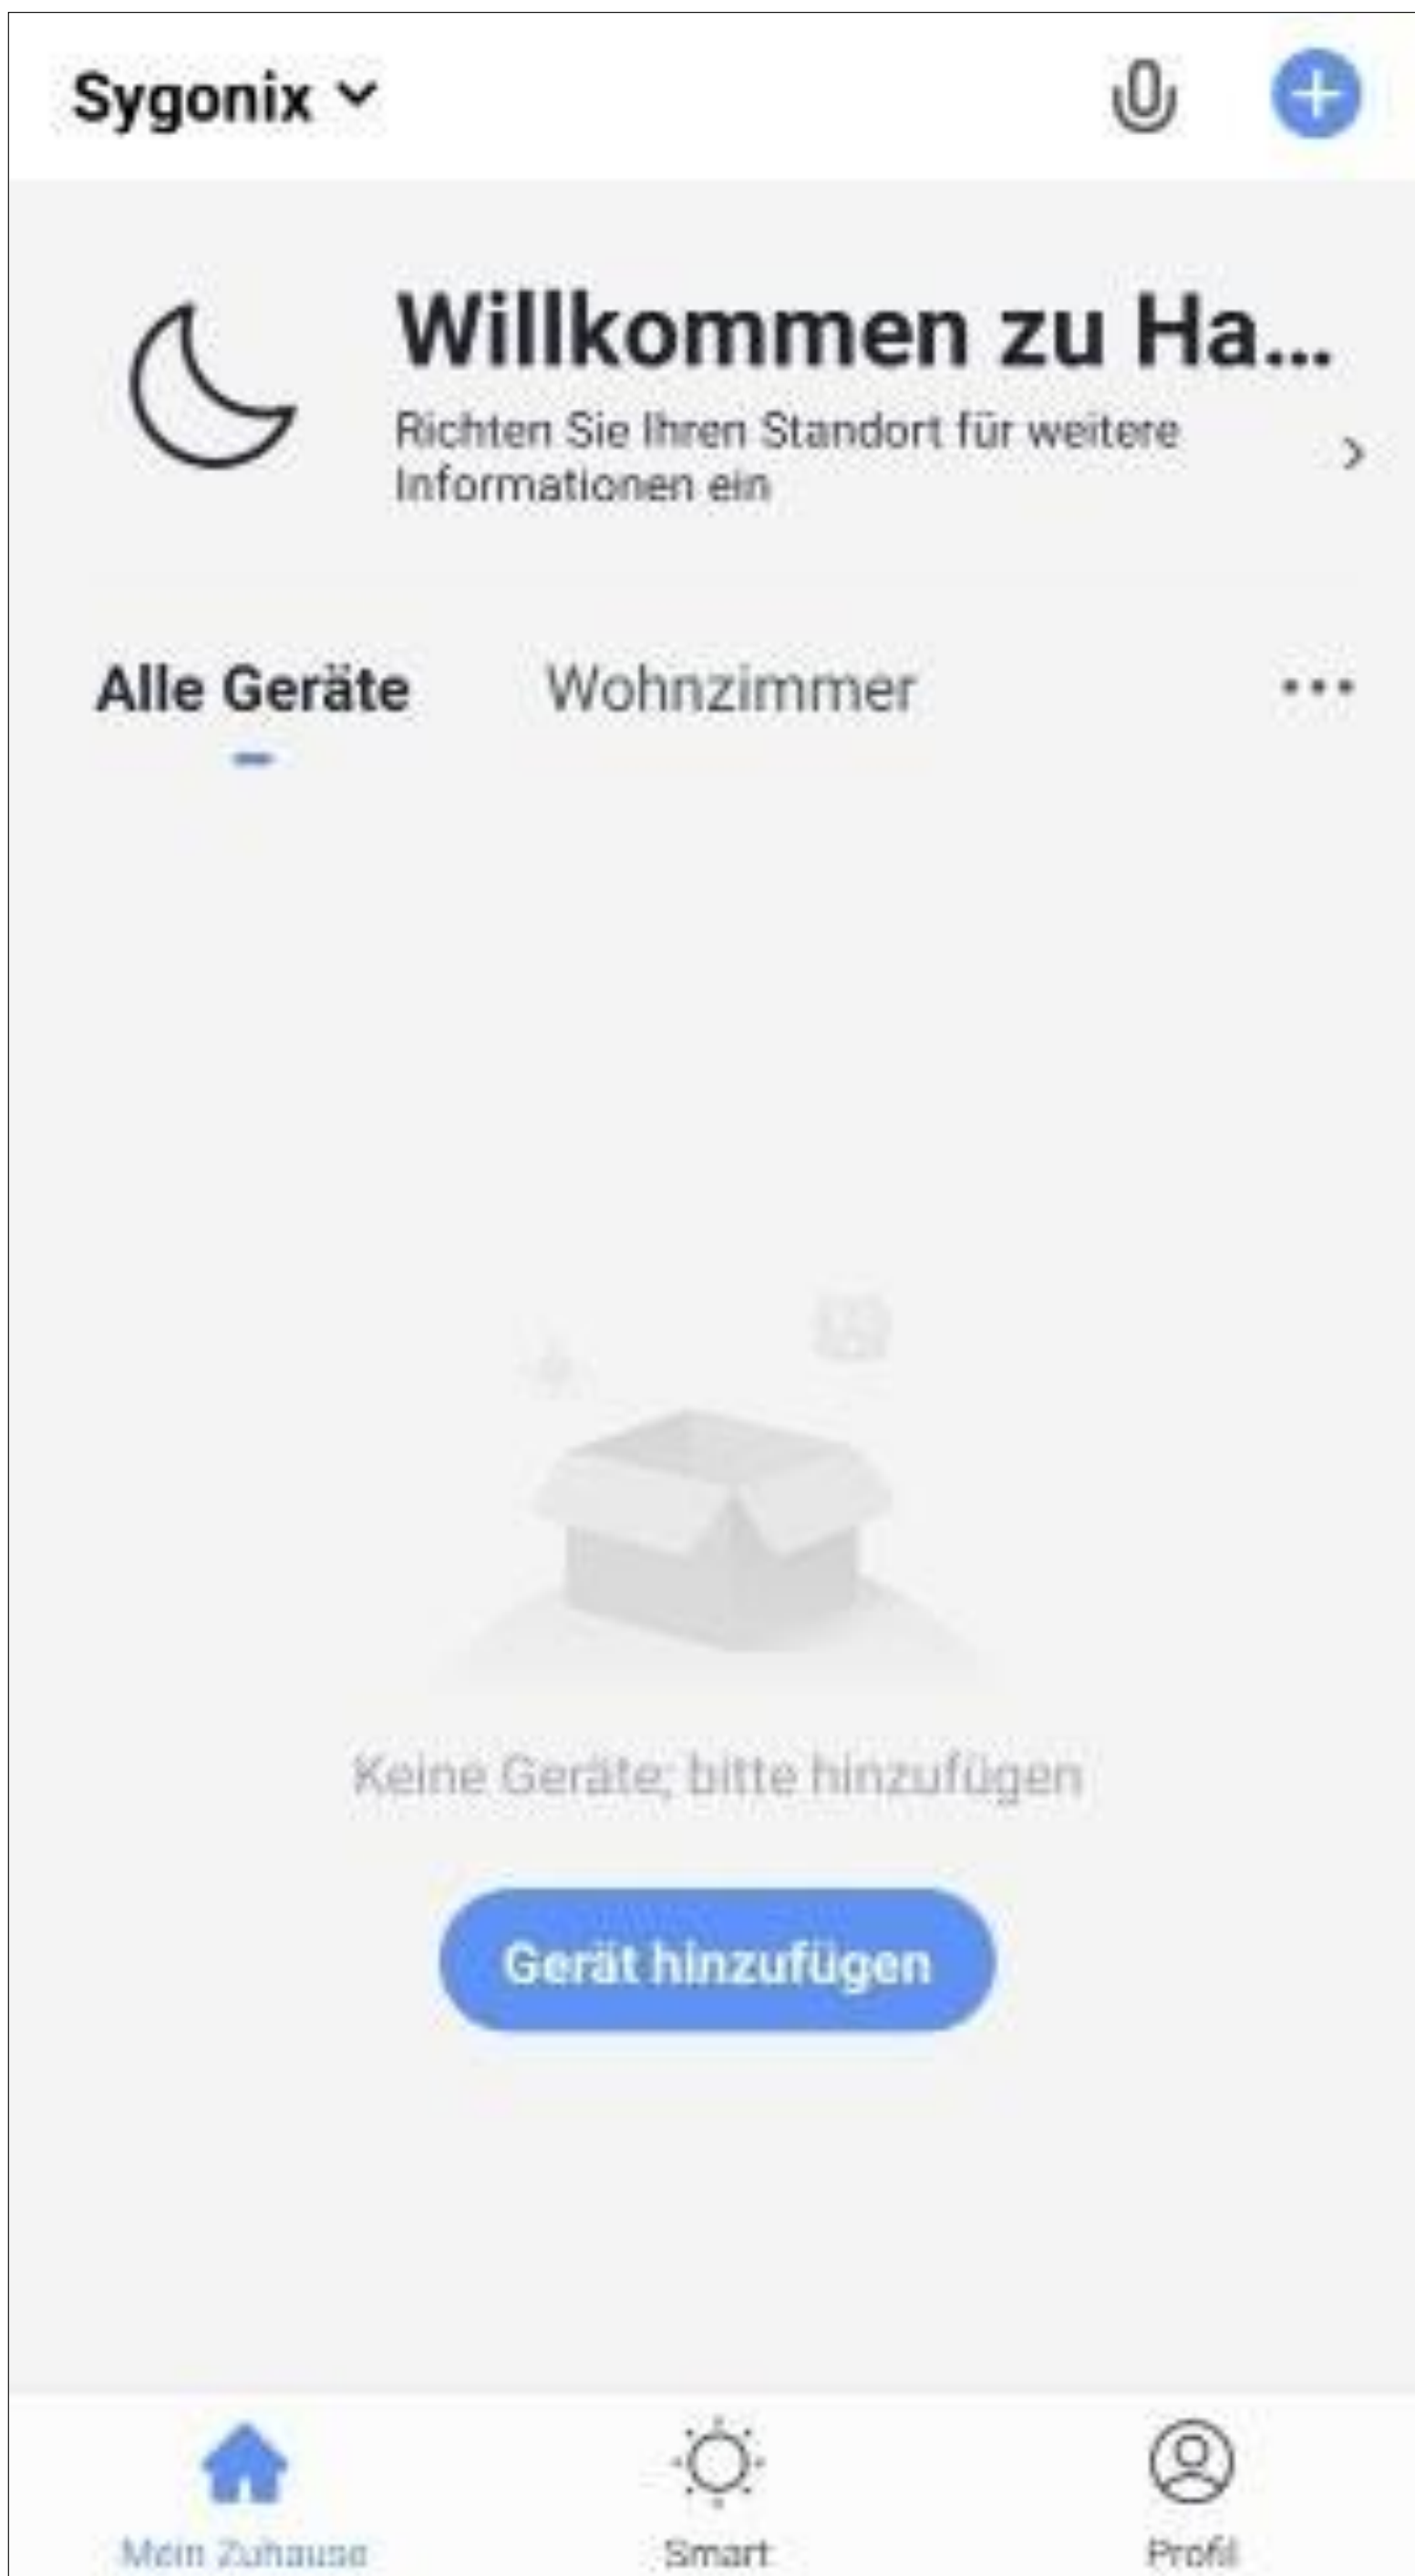 Sygonix
Willkommen zu Ha...
Richten Sie Ihren Standort für weitere
Informationen ein
Alle Geräte
Wohnzimmer
Keine Geräte; bitte hinzufügen
Gerät hinzufügen
Mein Zuhause
Smart
Profil